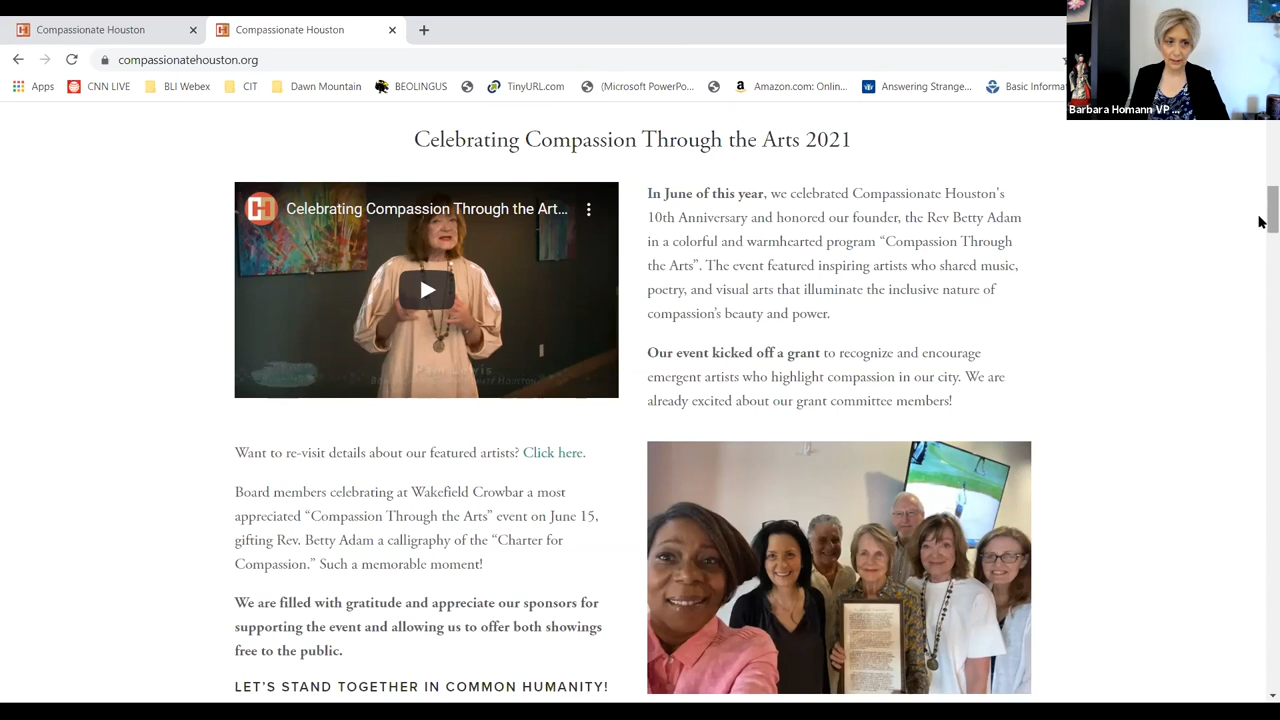 Compassionate Houston
Compassionate Houston
compassionatehouston.org
Apps
CNN LIVE
BLI Webex
CIT
Dawn Mountain
BEOLINGUS
TinyURL.com
(Microsoft PowerPo...
Amazon.com: Onlin...
Answering Strange...
Basic Informa
Barbara Homann VP ...
Celebrating Compassion Through the Arts 2021
Celebrating Compassion Through the Art...
In June of this year, we celebrated Compassionate Houston's
10th Anniversary and honored our founder, the Rev Betty Adam
in a colorful and warmhearted program “Compassion Through
the Arts”. The event featured inspiring artists who shared music,
poetry, and visual arts that illuminate the inclusive nature of
compassion’s beauty and power.
Our event kicked off a grant to recognize and encourage
emergent artists who highlight compassion in our city. We are
already excited about our grant committee members!
Want to re-visit details about our featured artists? Click here.
Board members celebrating at Wakefield Crowbar a most
appreciated “Compassion Through the Arts” event on June 15,
gifting Rev. Betty Adam a calligraphy of the “Charter for
Compassion.” Such a memorable moment!
We are filled with gratitude and appreciate our sponsors for
supporting the event and allowing us to offer both showings
free to the public.
LET’S STAND TOGETHER IN COMMON HUMANITY!